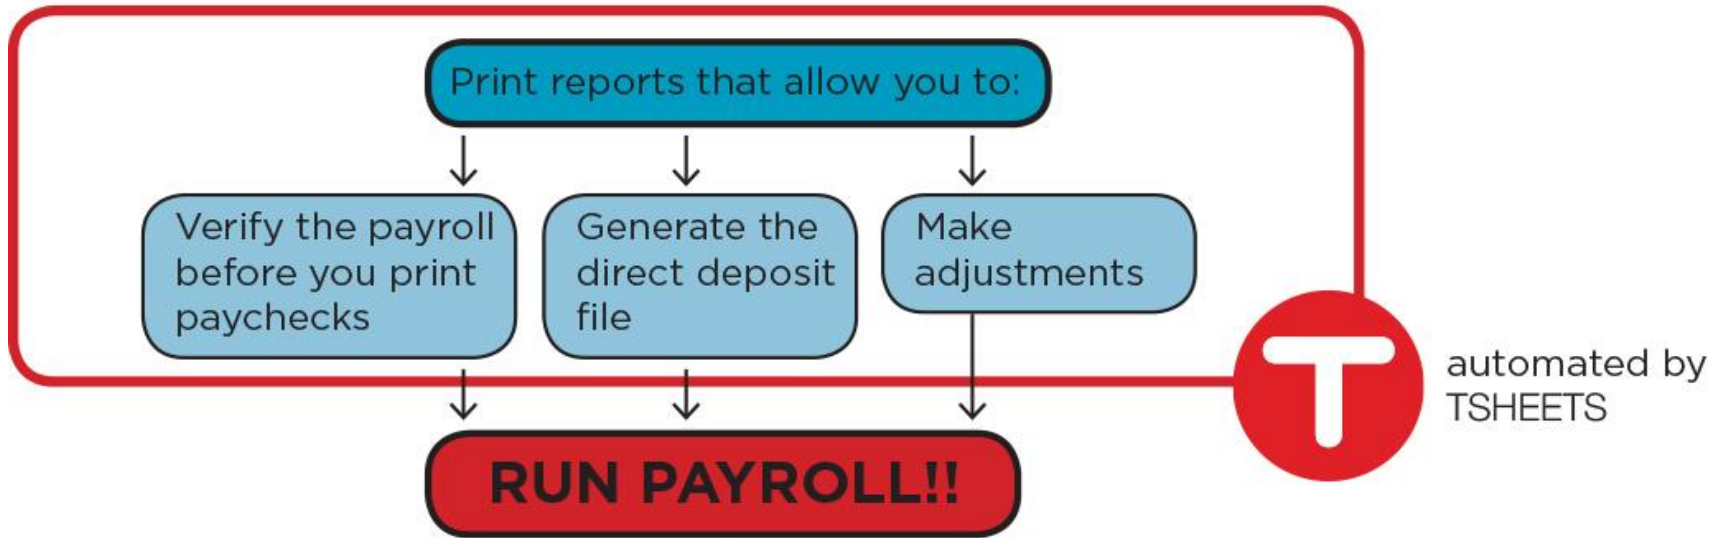 Print reports that allow you to:
Verify the payroll
before you print
paychecks
Generate the
direct deposit
file
Make
adjustments
T
automated by
TSHEETS
RUN PAYROLL!!